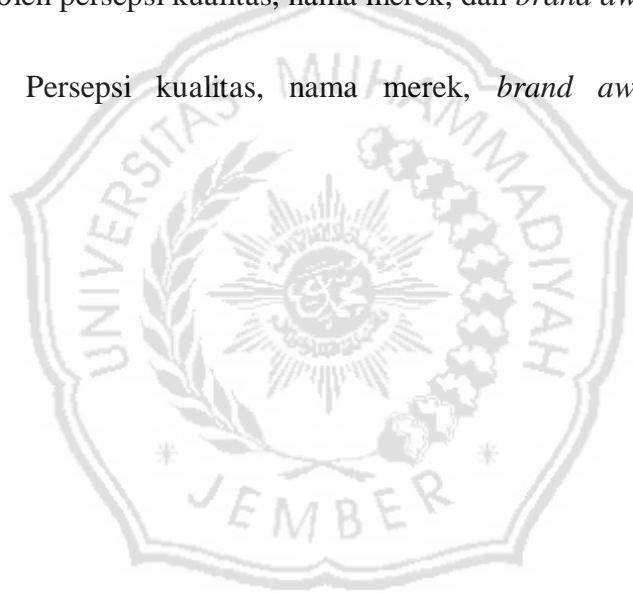 oleh persepsi kualitas, nama merek, dan brand aw
Persepsi kualitas, nama merek, brand aw
UNIVERSITAS MUHAMMADIYAH
JEMBER